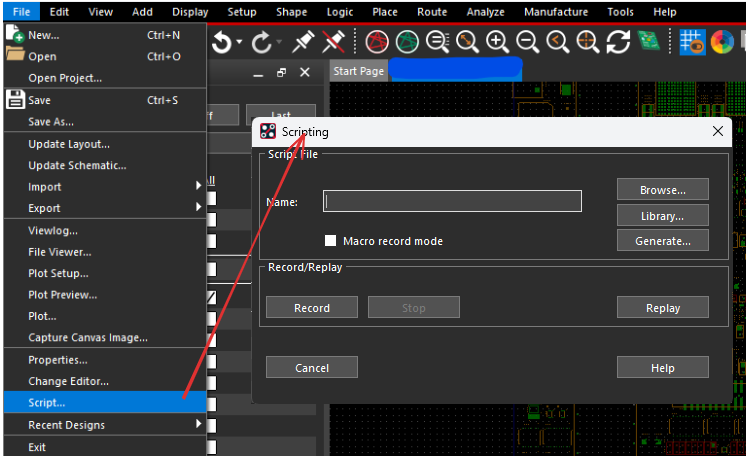 File Edit View Add Display Setup Shape Logic Place Route Analyze Manufacture Tools Help
New... Ctrl+N
Open Ctrl+O
Open Project...
Save Ctrl+S
Save As...
Update Layout...
Update Schematic...
Import
Export
Viewlog...
File Viewer...
Plot Setup...
Plot Preview...
Plot...
Capture Canvas Image...
Properties...
Change Editor...
Script...
Recent Designs
Exit
Start Page
Last
All
Scripting
Script File
Name:
Browse...
Library...
Macro record mode
Generate...
Record/Replay
Record Stop Replay
Cancel Help